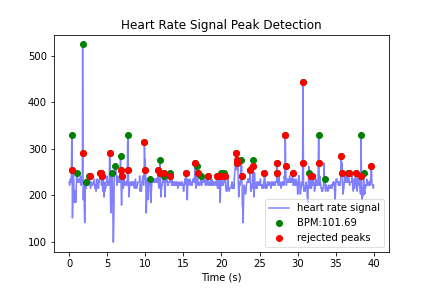 Heart Rate Signal Peak Detection
500
400
300
200
100
heart rate signal
BPM:101.69
rejected peaks
0 5 10 15 20 25 30 35 40
Time (s)